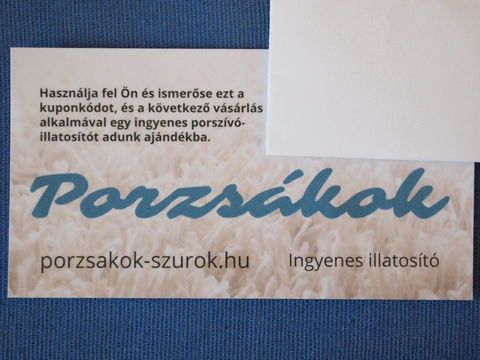 Használja fel Ön és ismerőse ezt a
kuponkódot, és a következő vásárlás
alkalmával egy ingyenes porszívó-
illatosítót adunk ajándékba.
Porzsákok
porzsakok-szurok.hu
Ingyenes illatosító